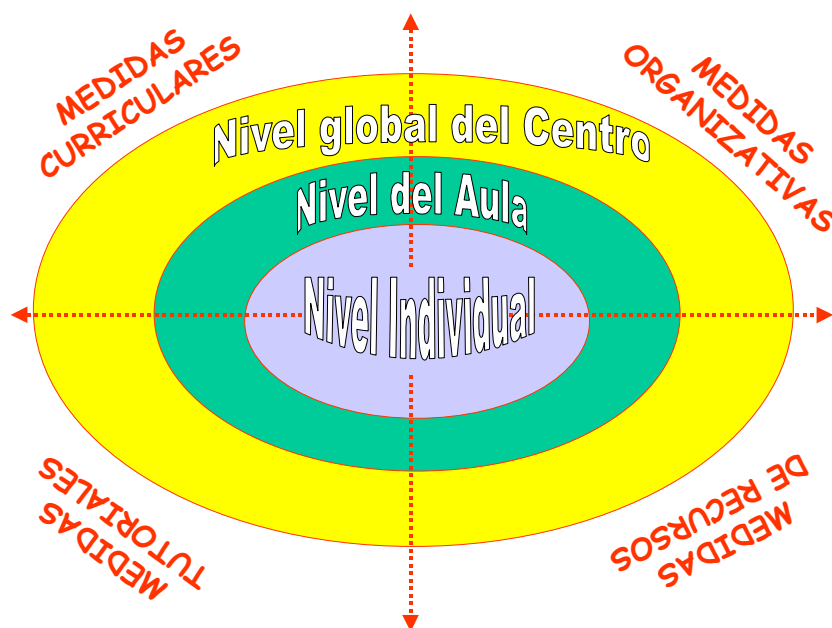 MEDIDAS
CURRICULARES
MEDIDAS
ORGANIZATIVAS
Nivel global del Centro
Nivel del Aula
Nivel Individual
MEDIDAS
TUTORIALES
MEDIDAS
DE RECURSOS